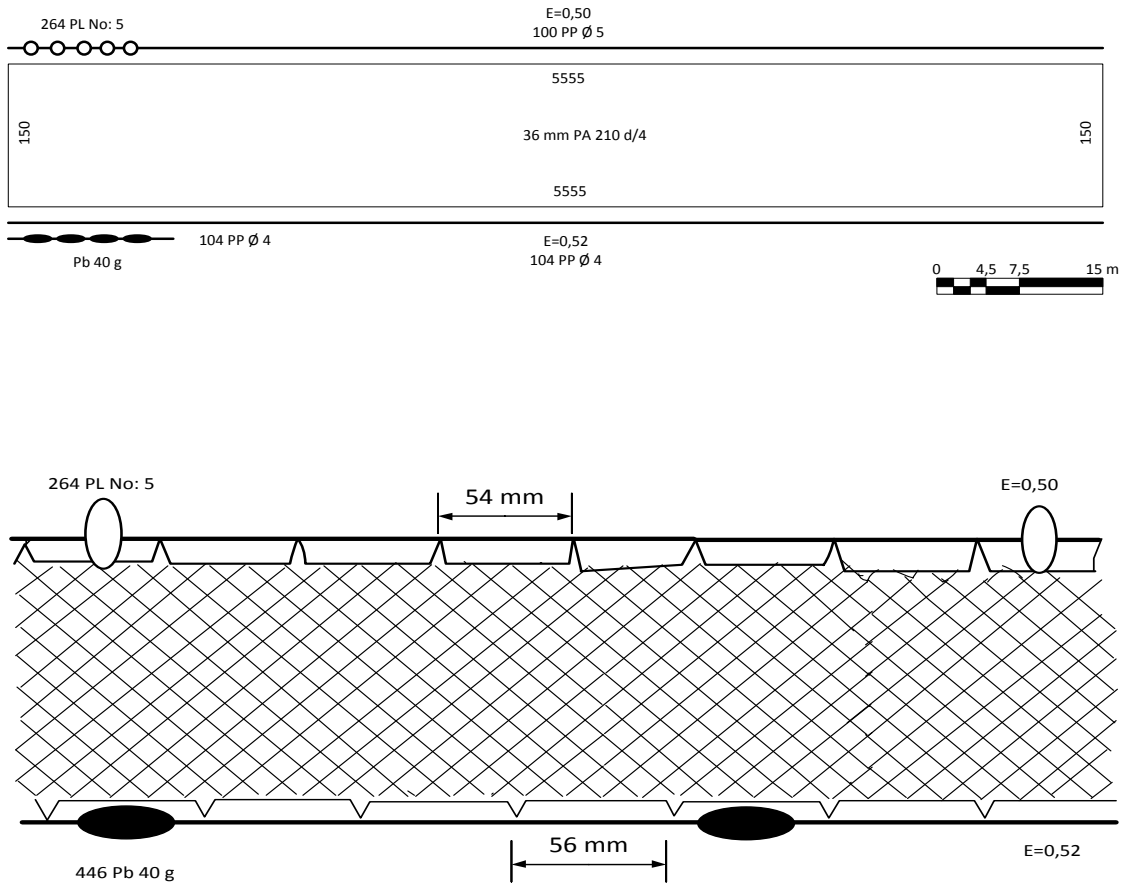 264 PL No: 5
E=0,50
100 PP Ø 5
5555
150
36 mm PA 210 d/4
150
5555
104 PP Ø 4
E=0,52
104 PP Ø 4
Pb 40 g
0 4,5 7,5 15 m
264 PL No: 5
54 mm
E=0,50
56 mm
E=0,52
446 Pb 40 g